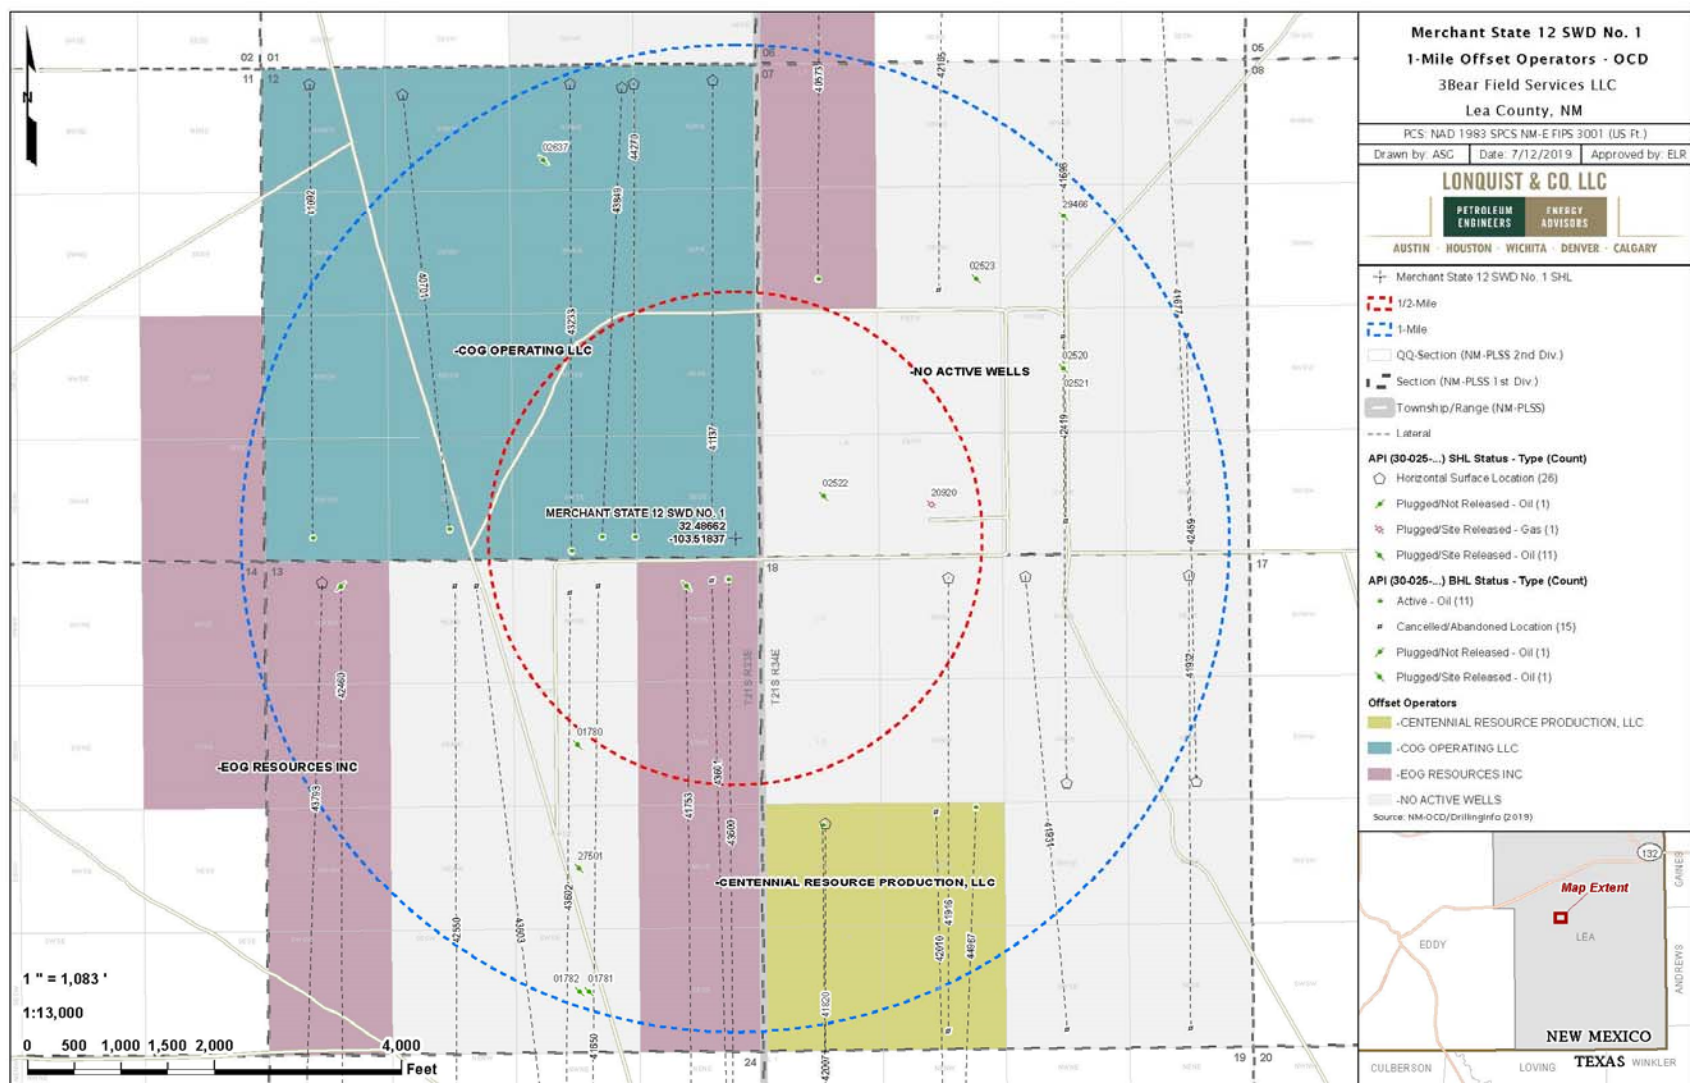 02 01
11 12
06
07
05
08
40573
42185
41092
40701
02637
43233
43849
44270
41137
41696
29466
02523
41677
-COG OPERATING LLC
-NO ACTIVE WELLS
02520
02521
42419
02522
20920
42459
MERCHANT STATE 12 SWD NO. 1
32.48662
-103.51837
14 13
18
17
T21S R33E
T21S R34E
42460
43793
-EOG RESOURCES INC
01780
41753
43601
43600
41932
41931
27501
-CENTENNIAL RESOURCE PRODUCTION, LLC
42550
43603
43602
41916
42010
44987
01782
01781
41650
41820
42007
24
19 20
N
1 " = 1,083 '
1:13,000
0 500 1,000 1,500 2,000 4,000
Feet
Merchant State 12 SWD No. 1
1-Mile Offset Operators - OCD
3Bear Field Services LLC
Lea County, NM
PCS: NAD 1983 SPCS NM-E FIPS 3001 (US Ft.)
Drawn by: ASG Date: 7/12/2019 Approved by: ELR
LONQUIST & CO. LLC
PETROLEUM ENERGY
ENGINEERS ADVISORS
AUSTIN · HOUSTON · WICHITA · DENVER · CALGARY
Merchant State 12 SWD No. 1 SHL
1/2-Mile
1-Mile
QQ-Section (NM-PLSS 2nd Div.)
Section (NM-PLSS 1st Div.)
Township/Range (NM-PLSS)
Lateral
API (30-025-...) SHL Status - Type (Count)
Horizontal Surface Location (26)
Plugged/Not Released - Oil (1)
Plugged/Site Released - Gas (1)
Plugged/Site Released - Oil (11)
API (30-025-...) BHL Status - Type (Count)
Active - Oil (11)
Cancelled/Abandoned Location (15)
Plugged/Not Released - Oil (1)
Plugged/Site Released - Oil (1)
Offset Operators
-CENTENNIAL RESOURCE PRODUCTION, LLC
-COG OPERATING LLC
-EOG RESOURCES INC
-NO ACTIVE WELLS
Source: NM-OCD/DrillingInfo (2019)
132
GAINES
Map Extent
LEA
EDDY
ANDREWS
NEW MEXICO
TEXAS
CULBERSON LOVING WINKLER